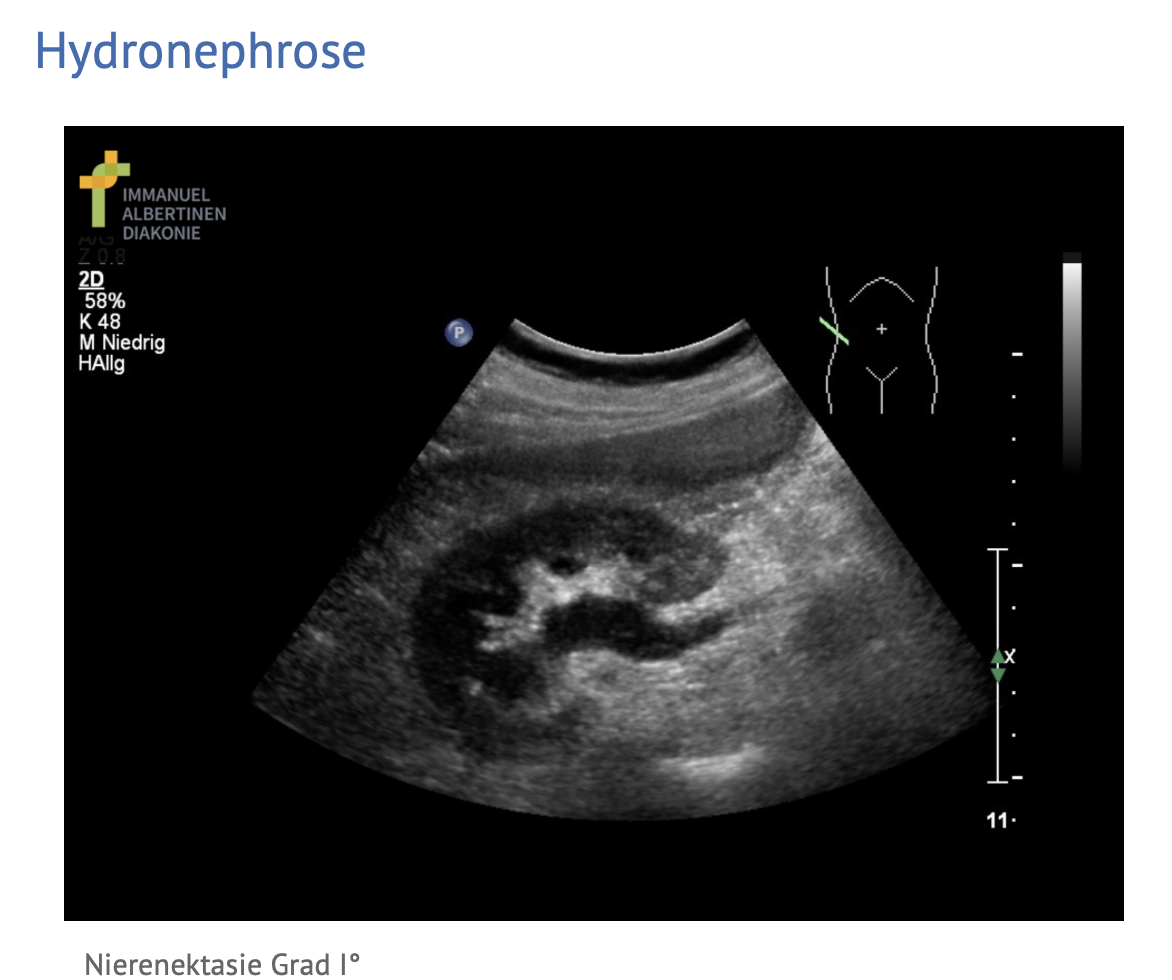 Hydronephrose
IMMANUEL
ALBERTINEN
DIAKONIE
A/G
Z 0.8
2D
58%
K 48
M Niedrig
HAllg
P
X
11
Nierenektasie Grad I°